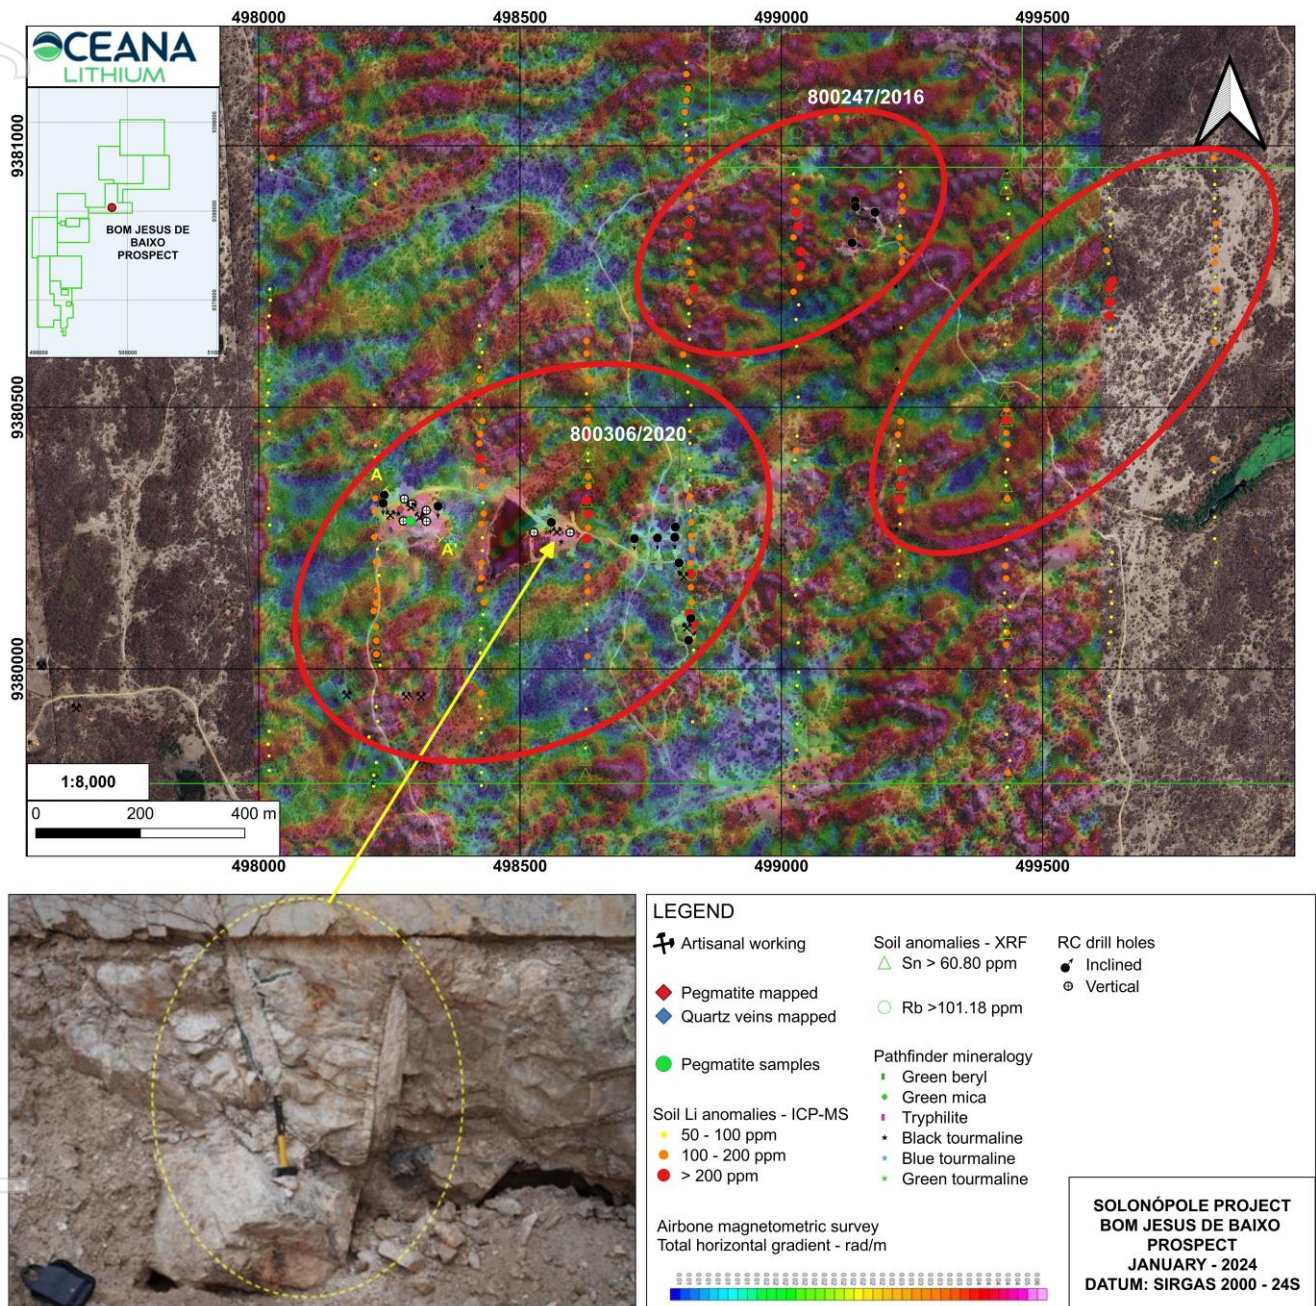 498000 498500 499000 499500
OCEANA
LITHIUM
BOM JESUS DE
BAIXO
PROSPECT
490000 500000
9381000
9380500
9380000
800247/2016
800306/2020
A
A'
1:8,000
0 200 400 m
498000 498500 499000 499500
LEGEND
Artisanal working
Pegmatite mapped
Quartz veins mapped
Pegmatite samples
Soil Li anomalies - ICP-MS
50 - 100 ppm
100 - 200 ppm
> 200 ppm
Soil anomalies - XRF
Sn > 60.80 ppm
Rb >101.18 ppm
Pathfinder mineralogy
Green beryl
Green mica
Tryphilite
Black tourmaline
Blue tourmaline
Green tourmaline
RC drill holes
Inclined
Vertical
Airbone magnetometric survey
Total horizontal gradient - rad/m
SOLONÓPOLE PROJECT
BOM JESUS DE BAIXO
PROSPECT
JANUARY - 2024
DATUM: SIRGAS 2000 - 24S